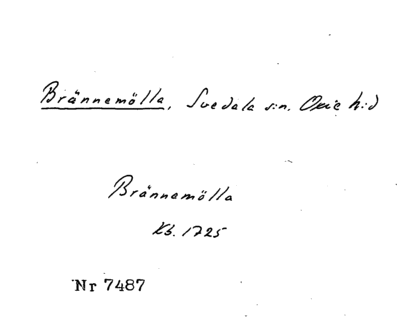 Brännemölla, Svedala s:n. Oxie h:d
Brännemölla
Kb. 1725
Nr 7487